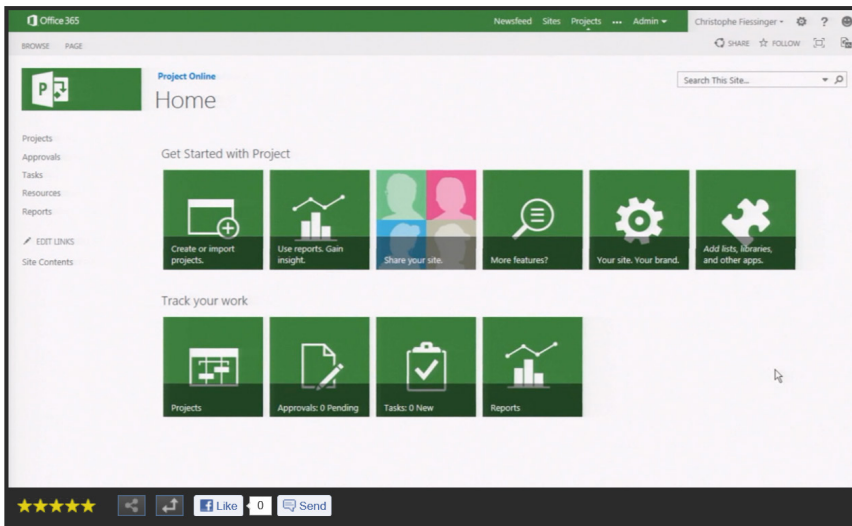 Office 365
Newsfeed Sites Projects ••• Admin
Christophe Fiessinger
?
BROWSE PAGE
SHARE FOLLOW
P
Project Online
Home
Search This Site...
Projects
Approvals
Tasks
Resources
Reports
EDIT LINKS
Site Contents
Get Started with Project
Create or import
projects.
Use reports. Gain
insight.
Share your site.
More features?
Your site. Your brand.
Add lists, libraries,
and other apps.
Track your work
Projects
Approvals: 0 Pending
Tasks: 0 New
Reports
Like 0 Send